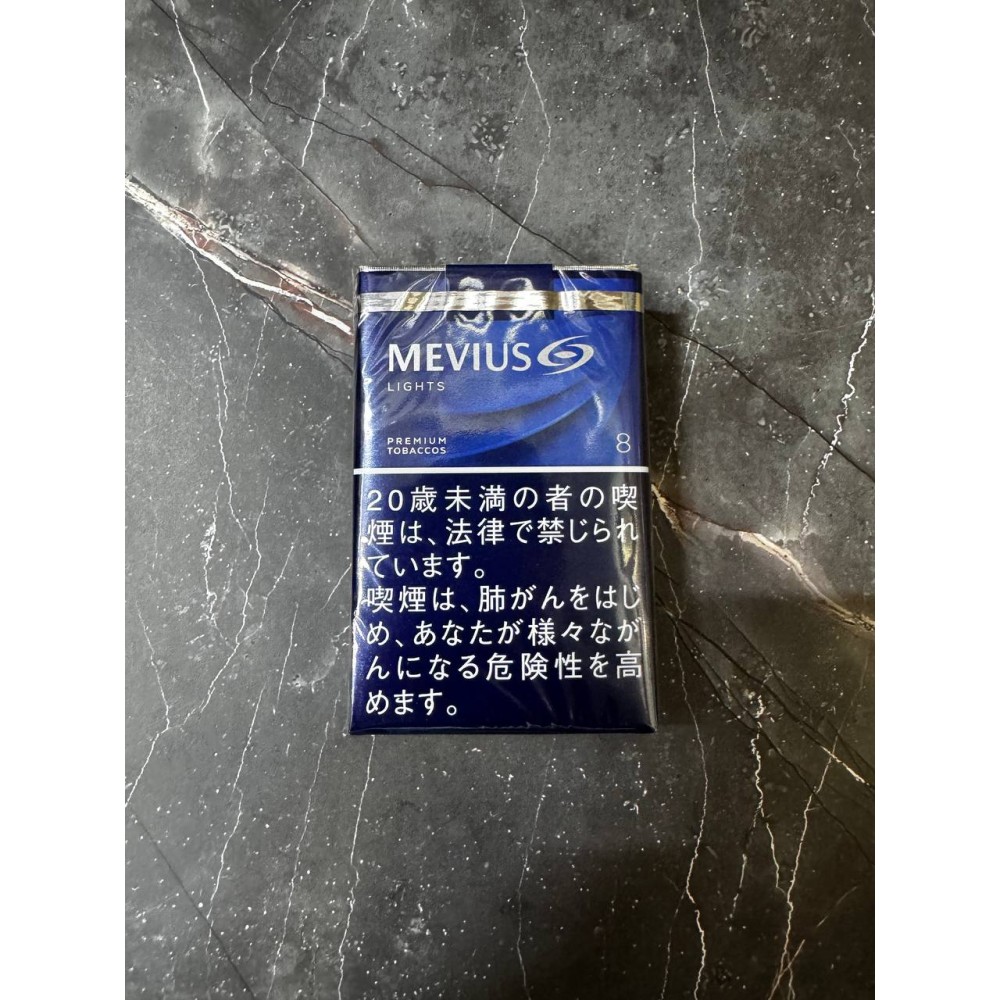 MEVIUS
LIGHTS
PREMIUM
TOBACCOS
8
20歳未満の者の喫
煙は、法律で禁じられ
ています。
喫煙は、肺がんをはじ
め、あなたが様々なが
んになる危険性を高
めます。